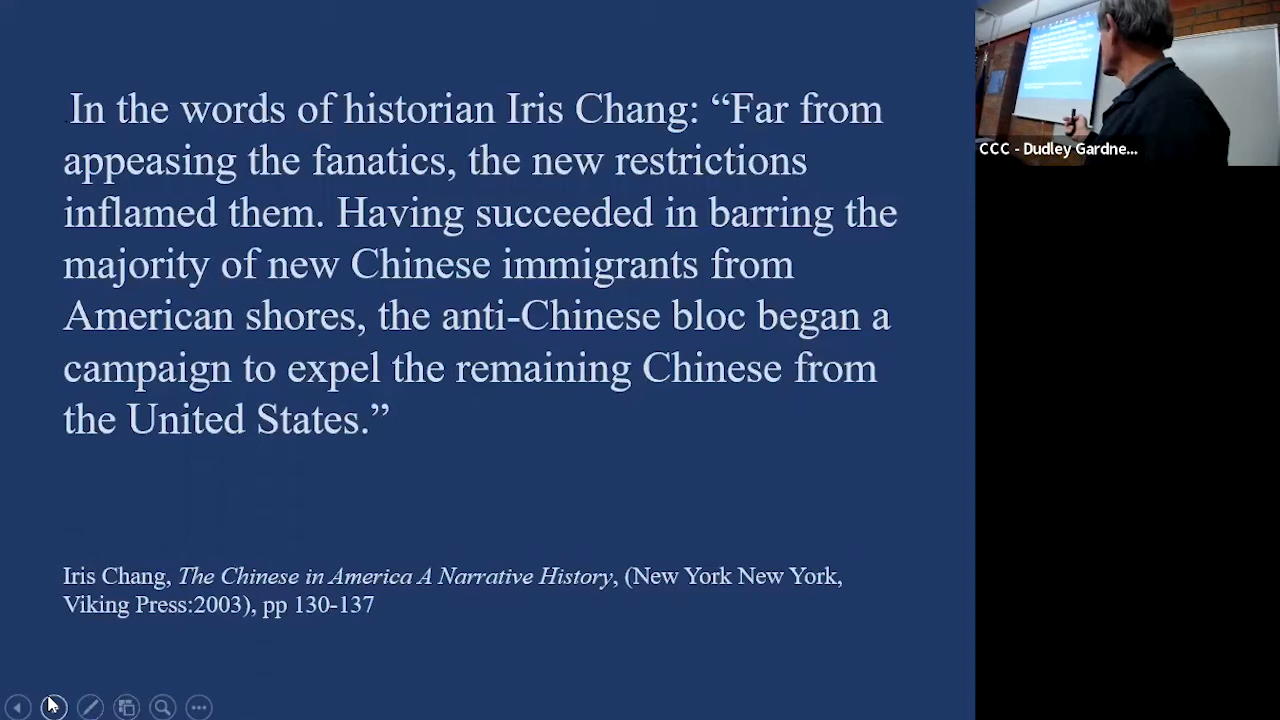 In the words of historian Iris Chang: “Far from
appeasing the fanatics, the new restrictions
inflamed them. Having succeeded in barring the
majority of new Chinese immigrants from
American shores, the anti-Chinese bloc began a
campaign to expel the remaining Chinese from
the United States.”
Iris Chang, The Chinese in America A Narrative History, (New York New York,
Viking Press:2003), pp 130-137
CCC - Dudley Gardne...